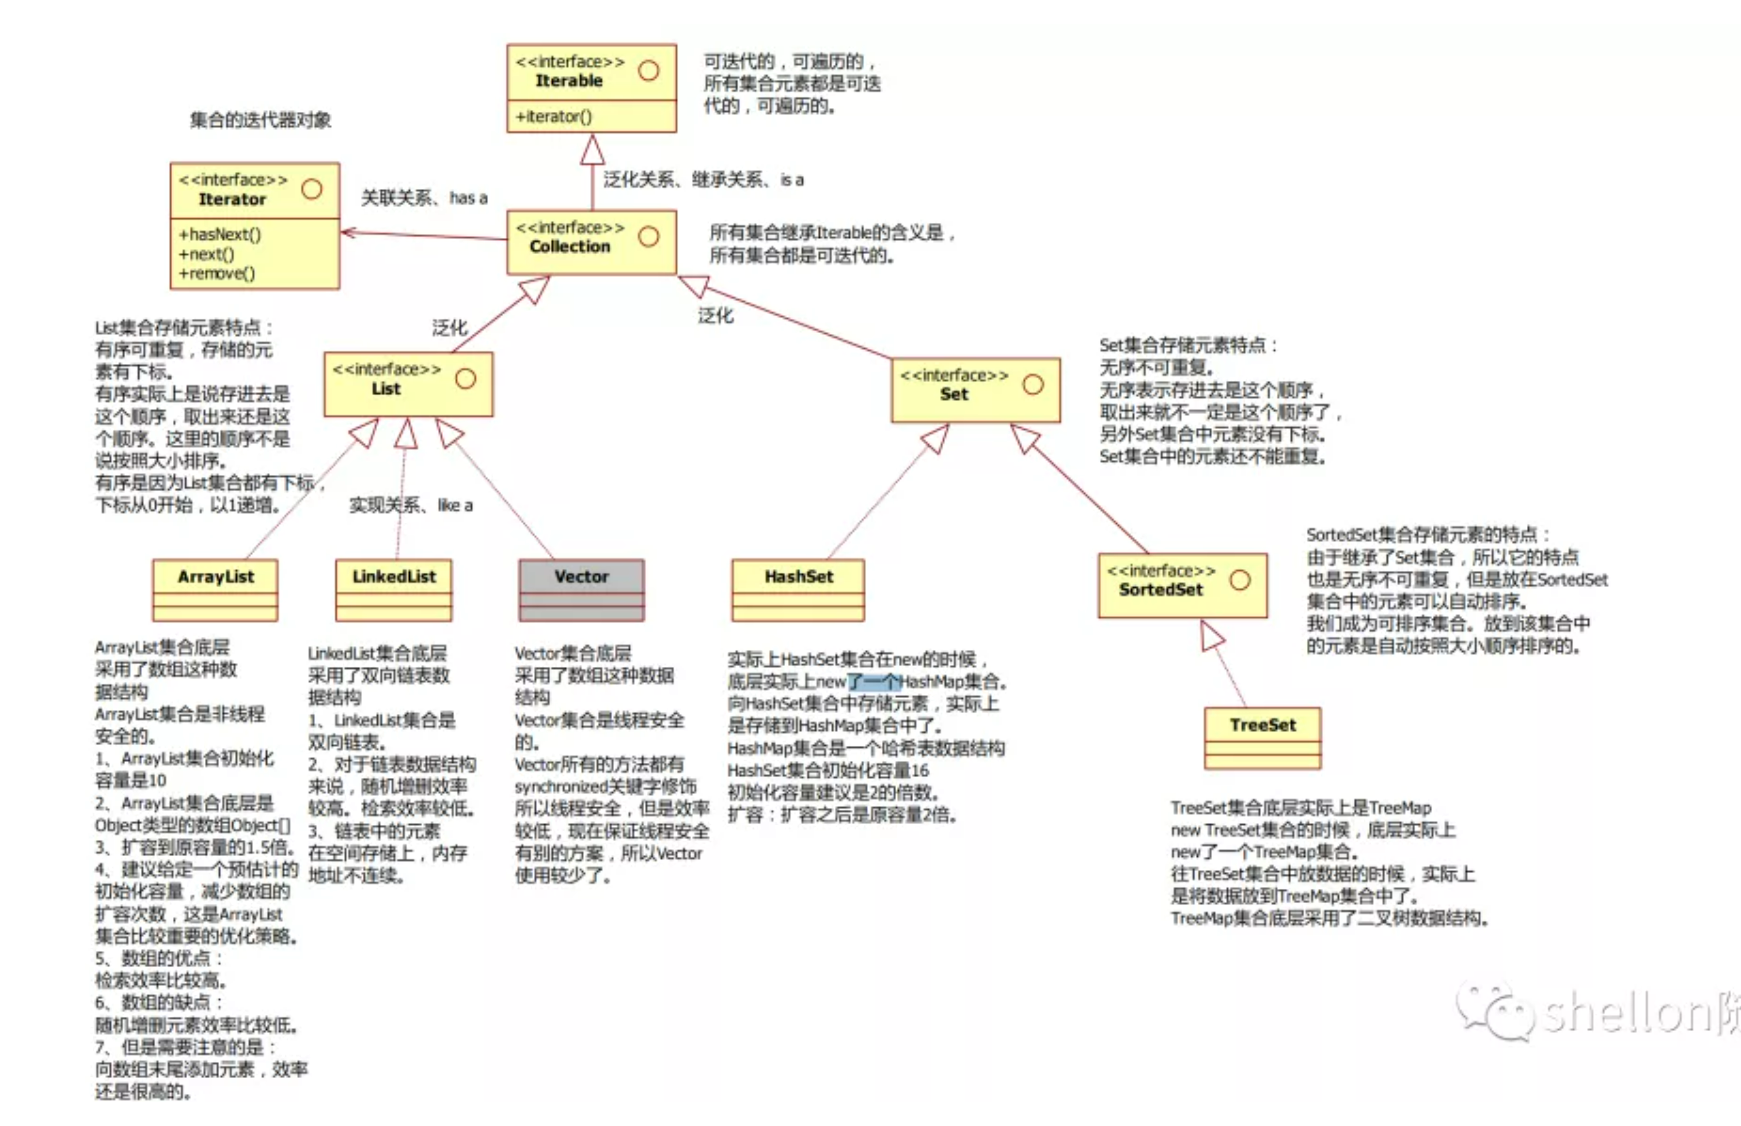 <<interface>>
Iterable
+iterator()
可迭代的，可遍历的，
所有集合元素都是可迭
代的，可遍历的。
集合的迭代器对象
<<interface>>
Iterator
+hasNext()
+next()
+remove()
关联关系、has a
泛化关系、继承关系、is a
<<interface>>
Collection
所有集合继承Iterable的含义是，
所有集合都是可迭代的。
泛化
泛化
List集合存储元素特点：
有序可重复，存储的元
素有下标。
有序实际上是说存进去是
这个顺序，取出来还是这
个顺序。这里的顺序不是
说按照大小排序。
有序是因为List集合都有下标，
下标从0开始，以1递增。
<<interface>>
List
<<interface>>
Set
Set集合存储元素特点：
无序不可重复。
无序表示存进去是这个顺序，
取出来就不一定是这个顺序了，
另外Set集合中元素没有下标。
Set集合中的元素还不能重复。
实现关系、like a
ArrayList
LinkedList
Vector
HashSet
<<interface>>
SortedSet
SortedSet集合存储元素的特点：
由于继承了Set集合，所以它的特点
也是无序不可重复，但是放在SortedSet
集合中的元素可以自动排序。
我们成为可排序集合。放到该集合中
的元素是自动按照大小顺序排序的。
ArrayList集合底层
采用了数组这种数
据结构
ArrayList集合是非线程
安全的。
1、ArrayList集合初始化
容量是10
2、ArrayList集合底层是
Object类型的数组Object[]
3、扩容到原容量的1.5倍。
4、建议给定一个预估计的
初始化容量，减少数组的
扩容次数，这是ArrayList
集合比较重要的优化策略。
5、数组的优点：
检索效率比较高。
6、数组的缺点：
随机增删元素效率比较低。
7、但是需要注意的是：
向数组末尾添加元素，效率
还是很高的。
LinkedList集合底层
采用了双向链表数
据结构
1、LinkedList集合是
双向链表。
2、对于链表数据结构
来说，随机增删效率
较高。检索效率较低。
3、链表中的元素
在空间存储上，内存
地址不连续。
Vector集合底层
采用了数组这种数据
结构
Vector集合是线程安全
的。
Vector所有的方法都有
synchronized关键字修饰
所以线程安全，但是效率
较低，现在保证线程安全
有别的方案，所以Vector
使用较少了。
实际上HashSet集合在new的时候，
底层实际上new了一个HashMap集合。
向HashSet集合中存储元素，实际上
是存储到HashMap集合中了。
HashMap集合是一个哈希表数据结构
HashSet集合初始化容量16
初始化容量建议是2的倍数。
扩容：扩容之后是原容量2倍。
TreeSet
TreeSet集合底层实际上是TreeMap
new TreeSet集合的时候，底层实际上
new了一个TreeMap集合。
往TreeSet集合中放数据的时候，实际上
是将数据放到TreeMap集合中了。
TreeMap集合底层采用了二叉树数据结构。
shellon